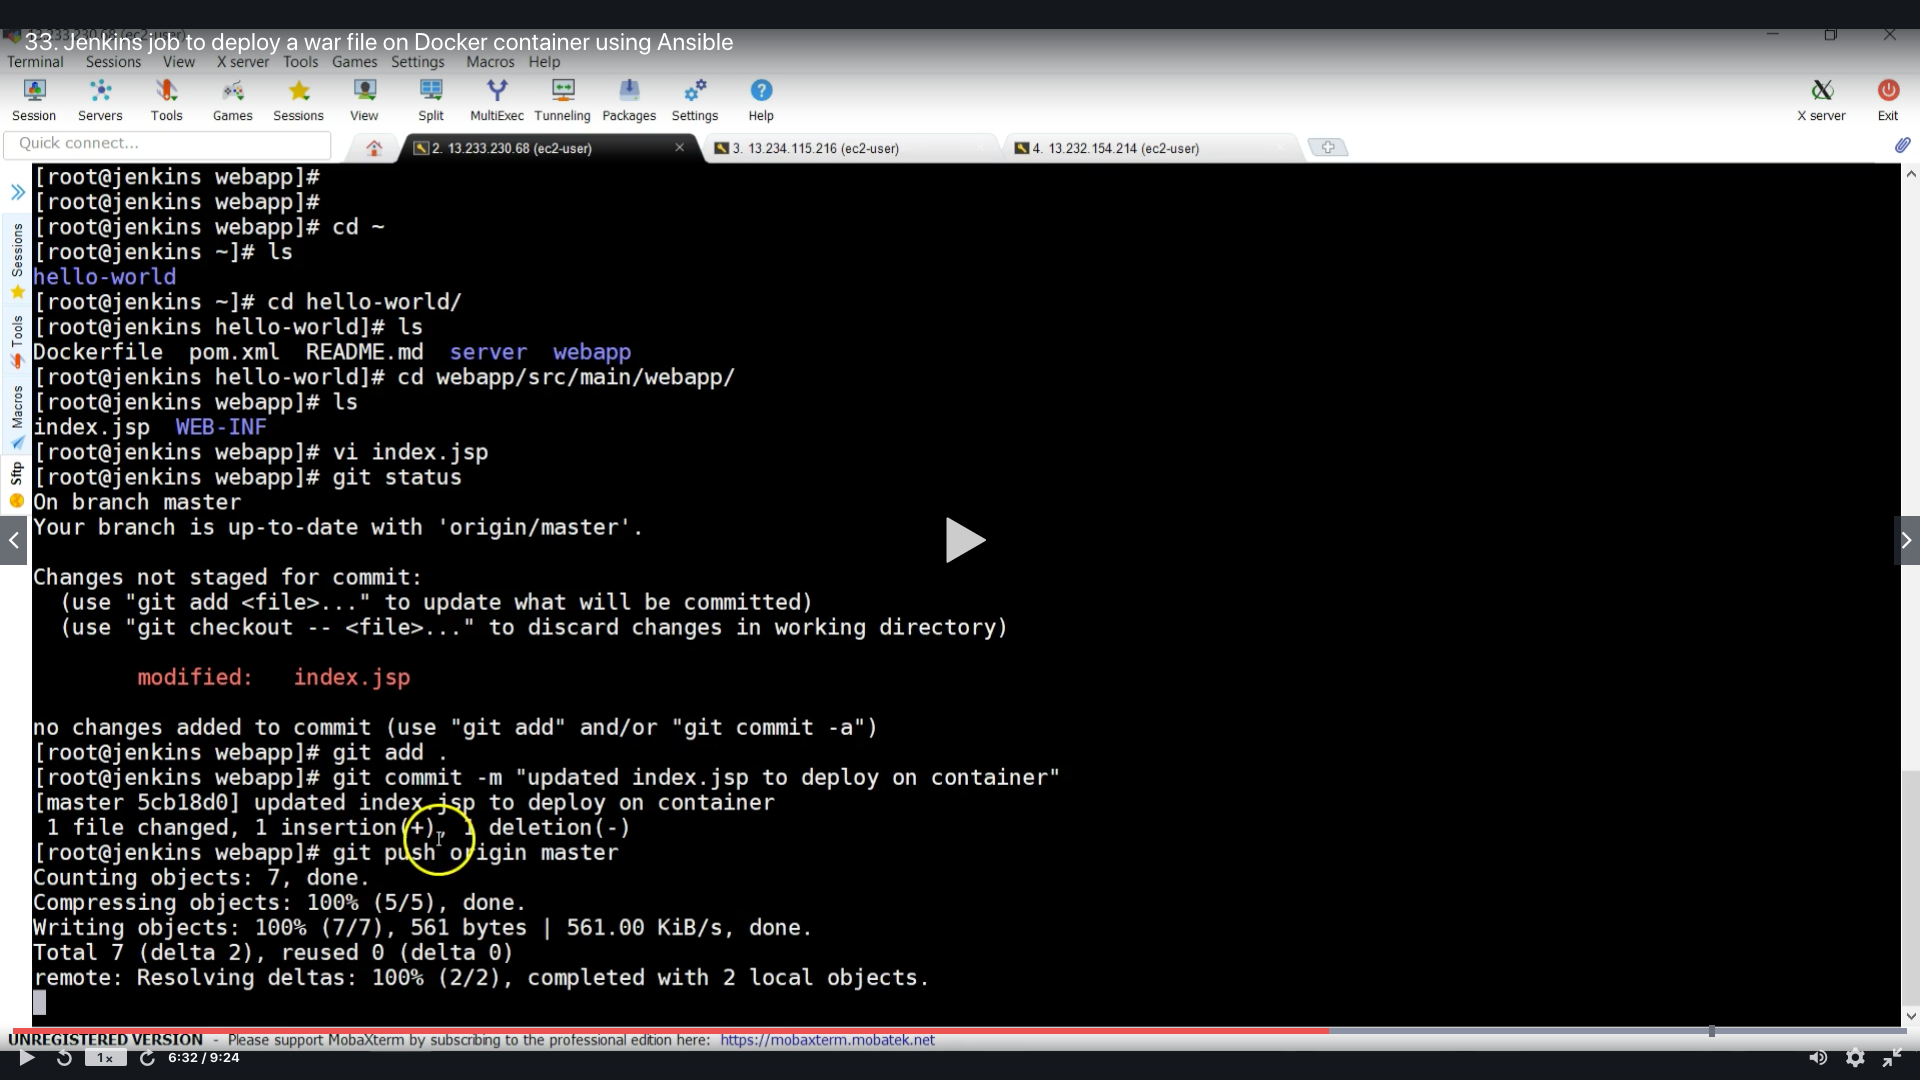 33. Jenkins job to deploy a war file on Docker container using Ansible
Terminal Sessions View X server Tools Games Settings Macros Help
Session Servers Tools Games Sessions View Split MultiExec Tunneling Packages Settings Help X server Exit
Quick connect...
2. 13.233.230.68 (ec2-user)
3. 13.234.115.216 (ec2-user)
4. 13.232.154.214 (ec2-user)
Sessions
Tools
Macros
Sftp
[root@jenkins webapp]#
[root@jenkins webapp]#
[root@jenkins webapp]# cd ~
[root@jenkins ~]# ls
hello-world
[root@jenkins ~]# cd hello-world/
[root@jenkins hello-world]# ls
Dockerfile  pom.xml  README.md  server  webapp
[root@jenkins hello-world]# cd webapp/src/main/webapp/
[root@jenkins webapp]# ls
index.jsp  WEB-INF
[root@jenkins webapp]# vi index.jsp
[root@jenkins webapp]# git status
On branch master
Your branch is up-to-date with 'origin/master'.
Changes not staged for commit:
  (use "git add <file>..." to update what will be committed)
  (use "git checkout -- <file>..." to discard changes in working directory)
        modified:   index.jsp
no changes added to commit (use "git add" and/or "git commit -a")
[root@jenkins webapp]# git add .
[root@jenkins webapp]# git commit -m "updated index.jsp to deploy on container"
[master 5cb18d0] updated index.jsp to deploy on container
 1 file changed, 1 insertion(+), 1 deletion(-)
[root@jenkins webapp]# git push origin master
Counting objects: 7, done.
Compressing objects: 100% (5/5), done.
Writing objects: 100% (7/7), 561 bytes | 561.00 KiB/s, done.
Total 7 (delta 2), reused 0 (delta 0)
remote: Resolving deltas: 100% (2/2), completed with 2 local objects.
UNREGISTERED VERSION - Please support MobaXterm by subscribing to the professional edition here: https://mobaxterm.mobatek.net
1x 6:32 / 9:24